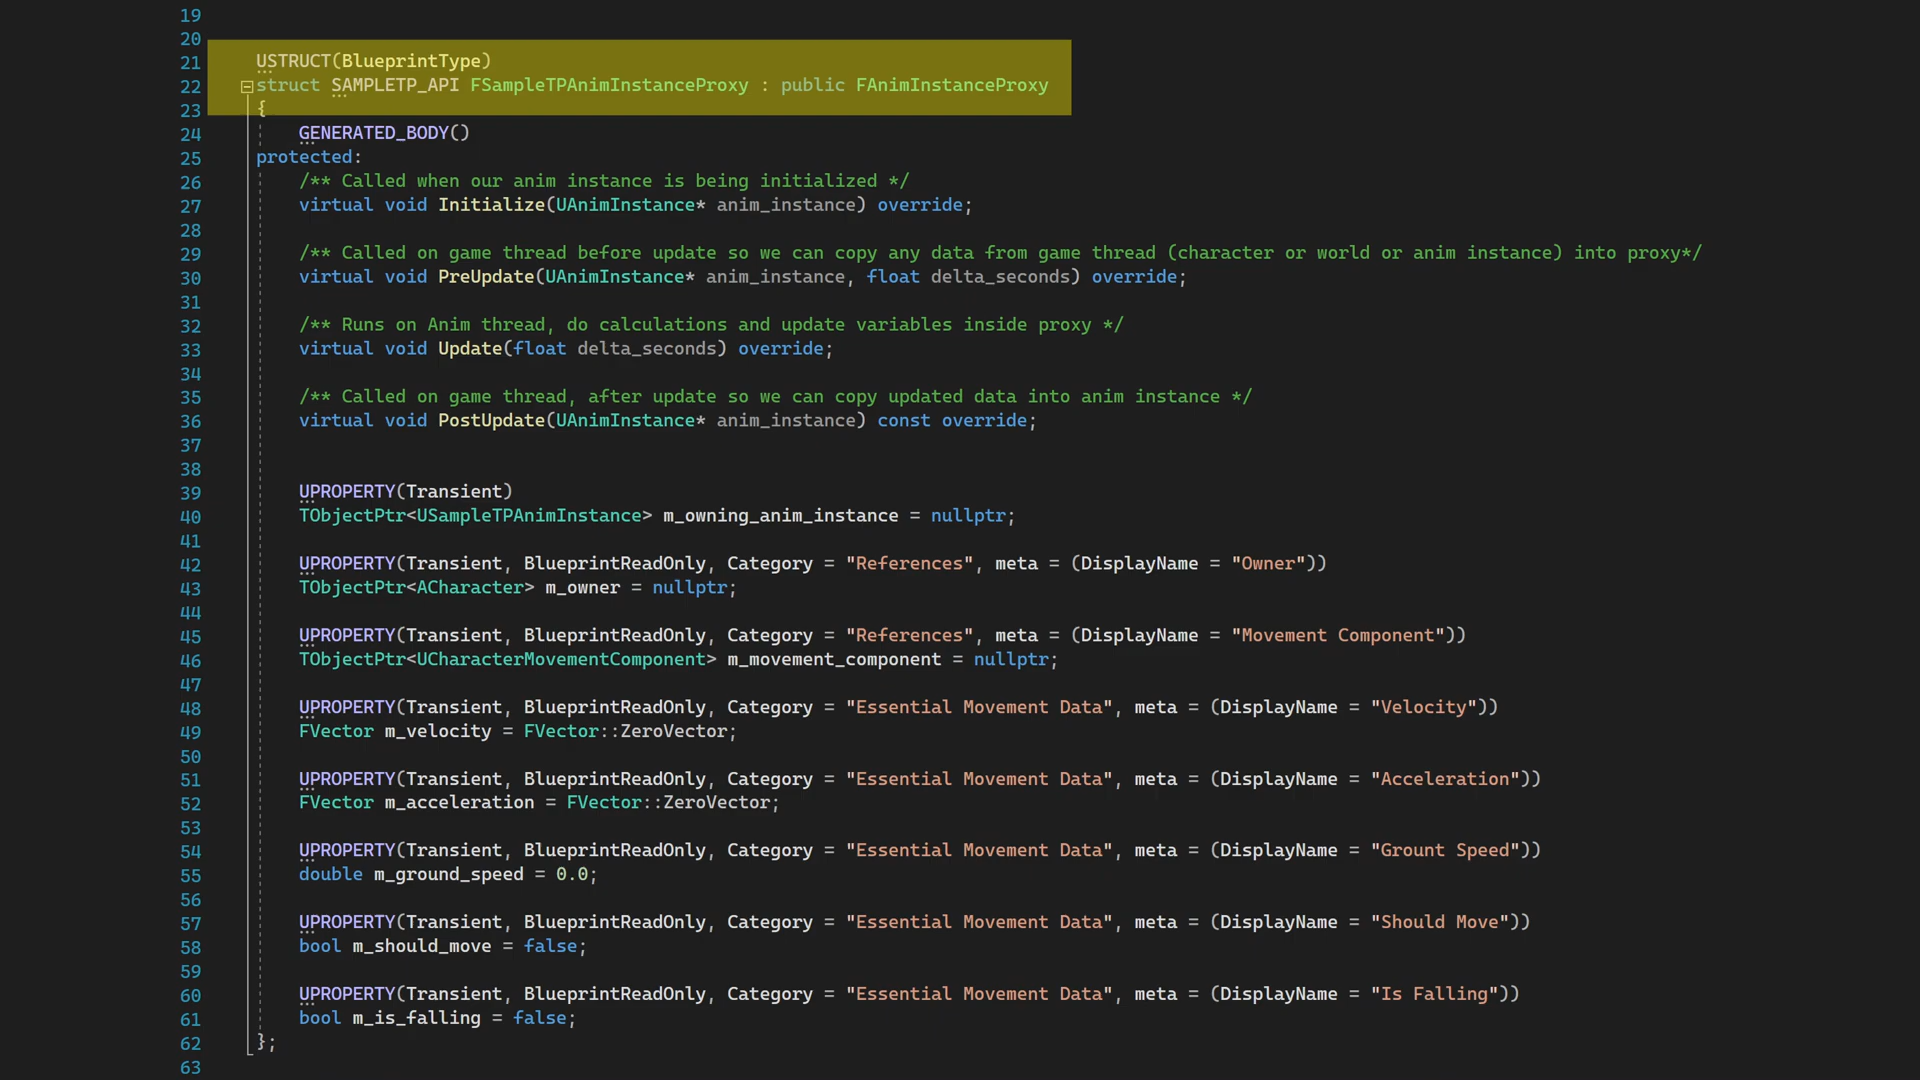 19
20
21 USTRUCT(BlueprintType)
22 struct SAMPLETP_API FSampleTPAnimInstanceProxy : public FAnimInstanceProxy
23 {
24 GENERATED_BODY()
25 protected:
26 /** Called when our anim instance is being initialized */
27 virtual void Initialize(UAnimInstance* anim_instance) override;
28
29 /** Called on game thread before update so we can copy any data from game thread (character or world or anim instance) into proxy*/
30 virtual void PreUpdate(UAnimInstance* anim_instance, float delta_seconds) override;
31
32 /** Runs on Anim thread, do calculations and update variables inside proxy */
33 virtual void Update(float delta_seconds) override;
34
35 /** Called on game thread, after update so we can copy updated data into anim instance */
36 virtual void PostUpdate(UAnimInstance* anim_instance) const override;
37
38
39 UPROPERTY(Transient)
40 TObjectPtr<USampleTPAnimInstance> m_owning_anim_instance = nullptr;
41
42 UPROPERTY(Transient, BlueprintReadOnly, Category = "References", meta = (DisplayName = "Owner"))
43 TObjectPtr<ACharacter> m_owner = nullptr;
44
45 UPROPERTY(Transient, BlueprintReadOnly, Category = "References", meta = (DisplayName = "Movement Component"))
46 TObjectPtr<UCharacterMovementComponent> m_movement_component = nullptr;
47
48 UPROPERTY(Transient, BlueprintReadOnly, Category = "Essential Movement Data", meta = (DisplayName = "Velocity"))
49 FVector m_velocity = FVector::ZeroVector;
50
51 UPROPERTY(Transient, BlueprintReadOnly, Category = "Essential Movement Data", meta = (DisplayName = "Acceleration"))
52 FVector m_acceleration = FVector::ZeroVector;
53
54 UPROPERTY(Transient, BlueprintReadOnly, Category = "Essential Movement Data", meta = (DisplayName = "Grount Speed"))
55 double m_ground_speed = 0.0;
56
57 UPROPERTY(Transient, BlueprintReadOnly, Category = "Essential Movement Data", meta = (DisplayName = "Should Move"))
58 bool m_should_move = false;
59
60 UPROPERTY(Transient, BlueprintReadOnly, Category = "Essential Movement Data", meta = (DisplayName = "Is Falling"))
61 bool m_is_falling = false;
62 };
63